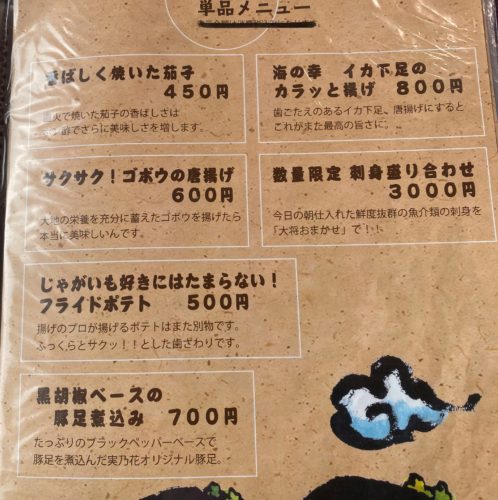 単品メニュー
香ばしく焼いた茄子
450円
火で焼いた茄子の香ばしさは
酢でさらに美味しさを増します。
海の幸 イカ下足の
カラッと揚げ 800円
歯ごたえのあるイカ下足、唐揚げにすると
これがまた最高の旨さに。
サクサク!ゴボウの唐揚げ
600円
大地の栄養を充分に蓄えたゴボウを揚げたら
本当に美味しいんです。
数量限定 刺身盛り合わせ
3000円
今日の朝仕入れた鮮度抜群の魚介類の刺身を
「大将おまかせ」で!!
じゃがいも好きにはたまらない!
フライドポテト 500円
揚げのプロが揚げるポテトはまた別物です。
ふっくらとサクッ!!とした歯ざわりです。
黒胡椒ベースの
豚足煮込み 700円
たっぷりのブラックペッパーベースで
豚足を煮込んだ実乃花オリジナル豚足。